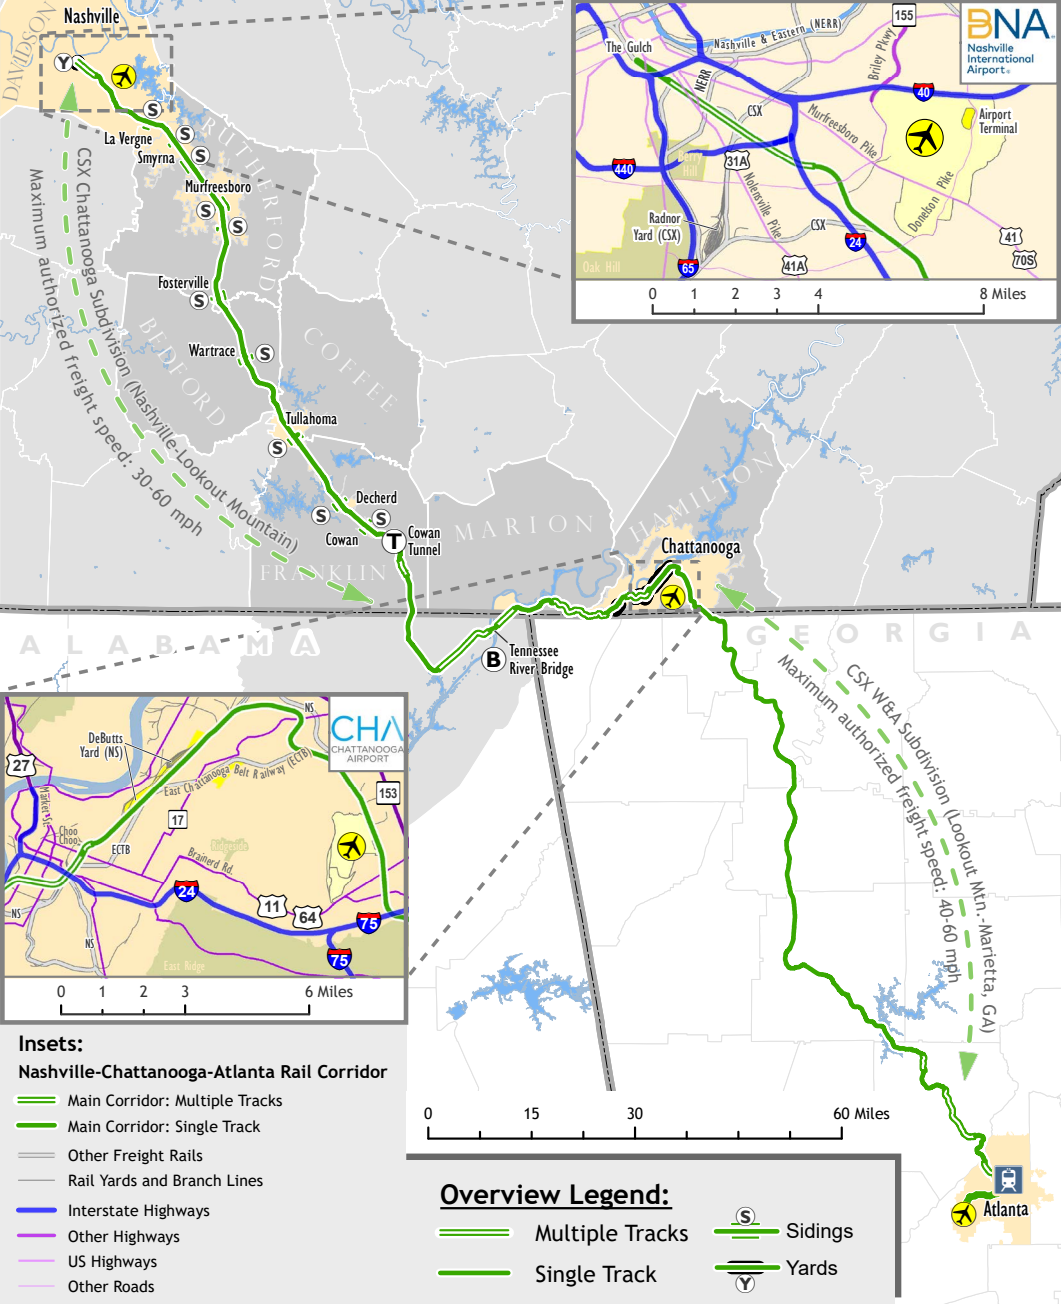 Nashville
DAVIDSON
Y
S
S
La Vergne
Smyrna
S
RUTHERFORD
Murfreesboro
S
S
CSX Chattanooga Subdivision (Nashville-Lookout Mountain)
Maximum authorized freight speed: 30-60 mph
Fosterville
S
BEDFORD
COFFEE
Wartrace
S
Tullahoma
S
Decherd
S
S
Cowan
T
Cowan
Tunnel
FRANKLIN
MARION
HAMILTON
Chattanooga
ALABAMA
GEORGIA
B
Tennessee
River Bridge
CSX W&A Subdivision (Lookout Mtn.-Marietta, GA)
Maximum authorized freight speed: 40-60 mph
Atlanta
The Gulch
Nashville & Eastern (NERR)
NERR
155
Briley Pkwy
BNA
Nashville
International
Airport
40
Airport
Terminal
CSX
Murfreesboro Pike
Berry
Hill
31A
440
Nolensville Pike
Donelson Pike
Radnor
Yard (CSX)
CSX
24
41
70S
Oak Hill
65
41A
0 1 2 3 4 8 Miles
NS
DeButts
Yard (NS)
CHA
CHATTANOOGA
AIRPORT
27
East Chattanooga Belt Railway (ECTB)
153
Market St.
17
Choo
Choo
ECTB
Ridgeside
Brainerd Rd.
24
11
64
75
NS
NS
75
East Ridge
0 1 2 3 6 Miles
Insets:
Nashville-Chattanooga-Atlanta Rail Corridor
Main Corridor: Multiple Tracks
Main Corridor: Single Track
Other Freight Rails
Rail Yards and Branch Lines
Interstate Highways
Other Highways
US Highways
Other Roads
0 15 30 60 Miles
Overview Legend:
Multiple Tracks
Single Track
S
Sidings
Yards
Y